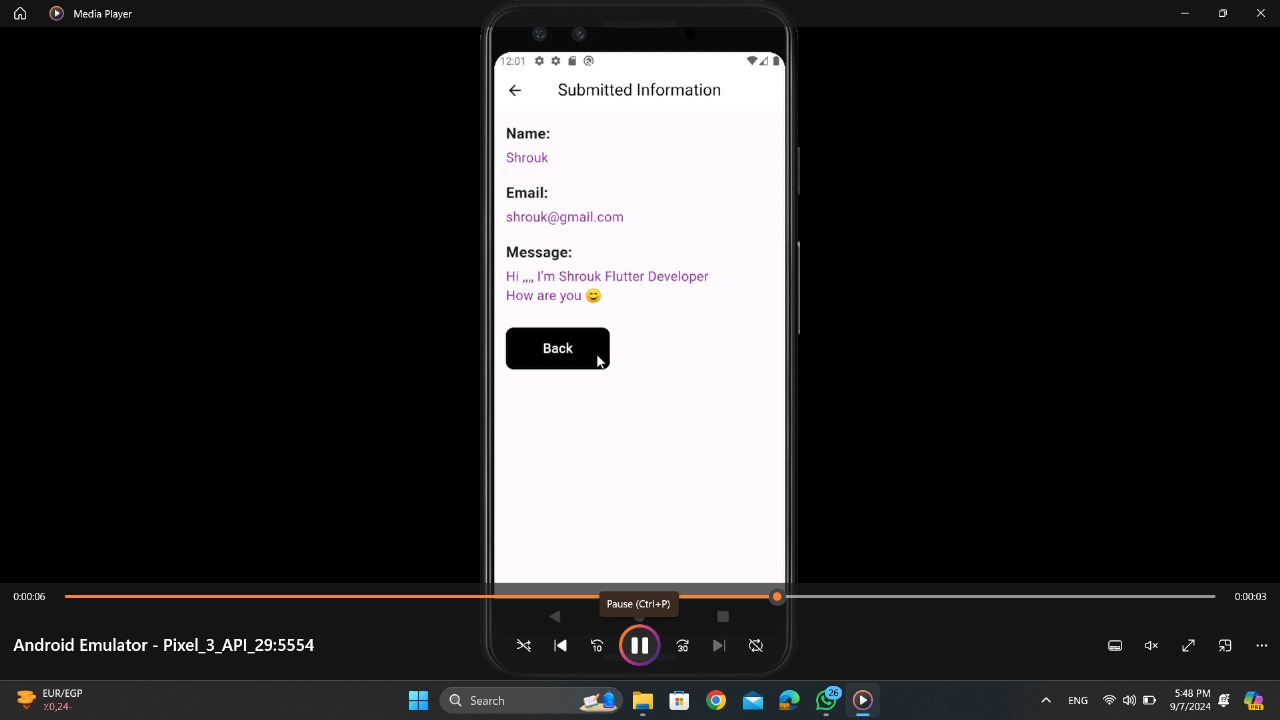 Media Player
12:01
Submitted Information
Name:
Shrouk
Email:
shrouk@gmail.com
Message:
Hi ,,,, I'm Shrouk Flutter Developer
How are you 😊
Back
0:00:06
Pause (Ctrl+P)
0:00:03
Android Emulator - Pixel_3_API_29:5554
10
30
EUR/EGP
٪0,24-
Search
26
ENG
5:48 PM
9/7/2024
PRE